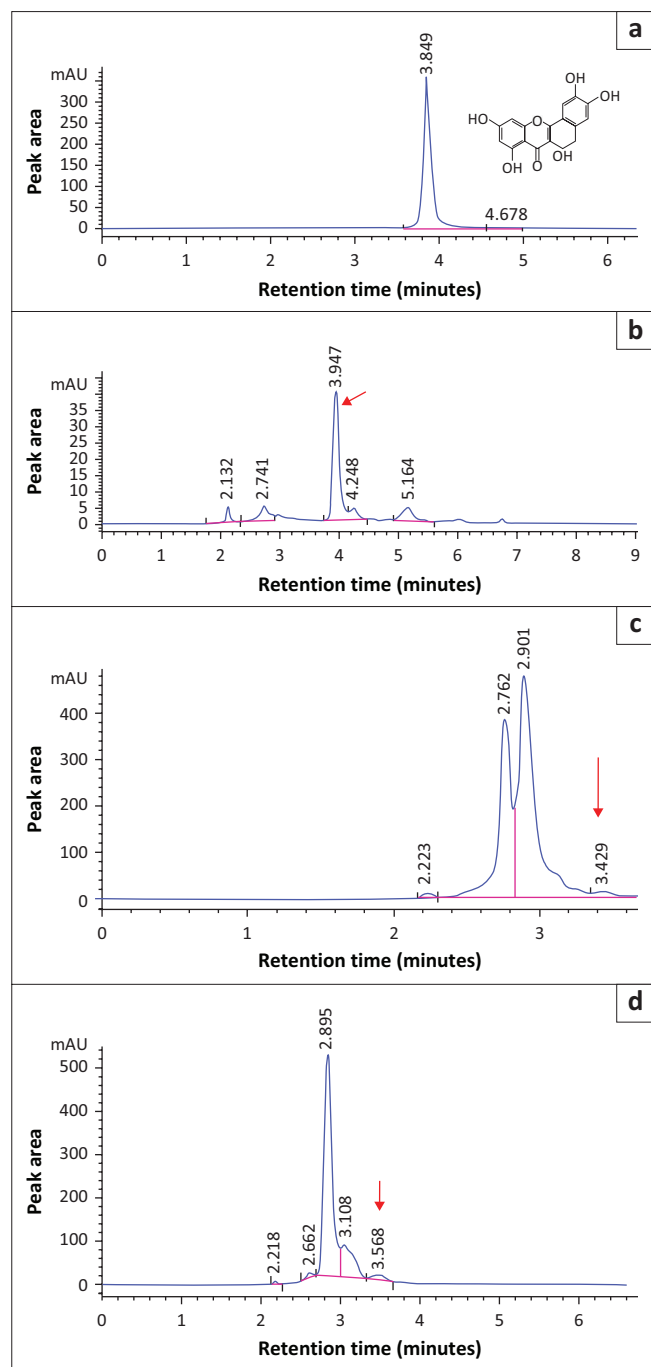 a
mAU
3.849
300
250
200
150
100
50
0
Peak area
4.678
OH
OH
HO
O
OH
O
OH
0 1 2 3 4 5 6
Retention time (minutes)
b
mAU
3.947
35
30
25
20
15
10
5
0
Peak area
2.132
2.741
4.248
5.164
0 1 2 3 4 5 6 7 8 9
Retention time (minutes)
c
mAU
2.901
2.762
400
300
200
100
0
Peak area
2.223
3.429
0 1 2 3
Retention time (minutes)
d
mAU
2.895
500
400
300
200
100
0
Peak area
2.218
2.662
3.108
3.568
0 1 2 3 4 5 6
Retention time (minutes)